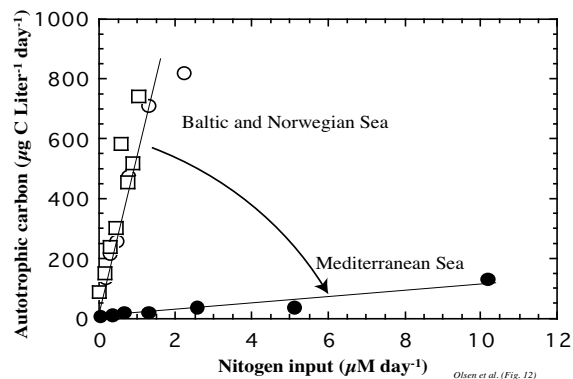 1000
800
600
400
200
0
0
2
4
6
8
10
12
Autotrophic carbon (µg C Liter⁻¹ day⁻¹)
Baltic and Norwegian Sea
Mediterranean Sea
Nitogen input (µM day⁻¹)
Olsen et al. (Fig. 12)